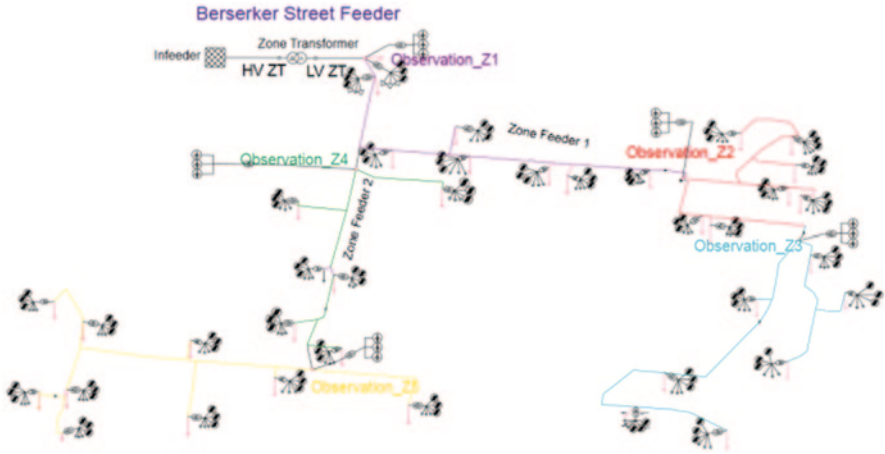 Berserker Street Feeder
Zone Transformer
Infeeder
HV ZT
LV ZT
Observation_Z1
Zone Feeder 1
Observation_Z2
Observation_Z4
Zone Feeder 2
Observation_Z3
Observation_Z5